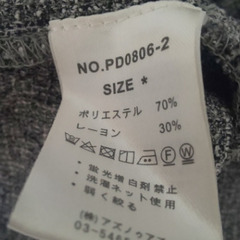 NO.PD0806-2
SIZE *
ポリエステル 70%
レーヨン 30%
・蛍光増白剤禁止
・洗濯ネット使用
・弱く絞る
(株)アズノゥアズ
03-54